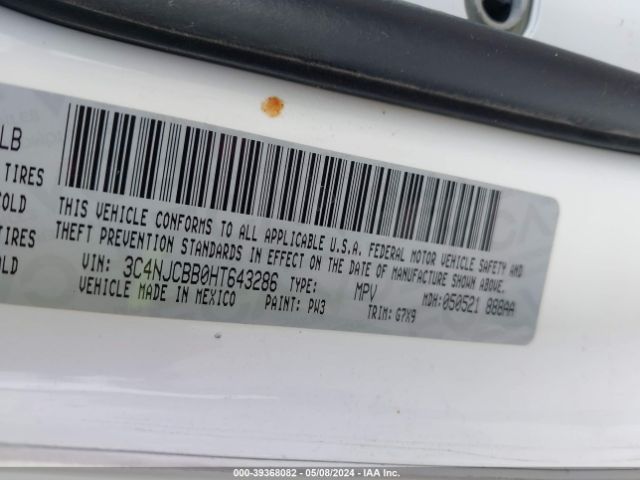 LB
TIRES
COLD
TIRES
OLD
THIS VEHICLE CONFORMS TO ALL APPLICABLE U.S.A. FEDERAL MOTOR VEHICLE SAFETY AND
THEFT PREVENTION STANDARDS IN EFFECT ON THE DATE OF MANUFACTURE SHOWN ABOVE.
VIN: 3C4NJCBB0HT643286 TYPE: MPV MDH: 050521 888AA
VEHICLE MADE IN MEXICO PAINT: PW3 TRIM: G7X9
000-39368082 - 05/08/2024 - IAA Inc.